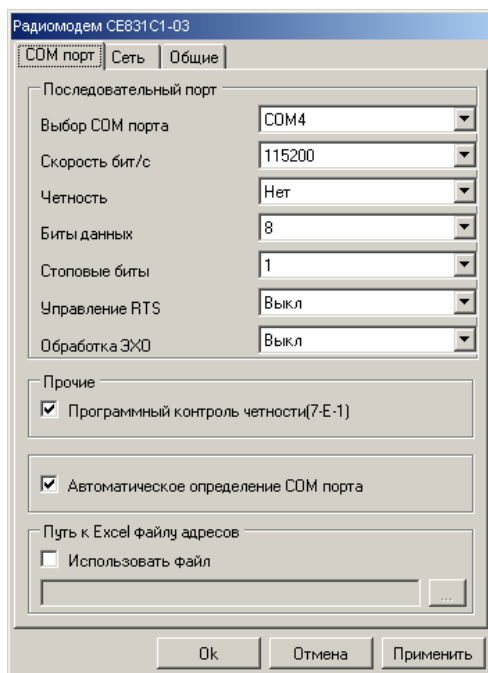 Радиомодем CE831C1-03
COM порт Сеть Общие
Последовательный порт
Выбор COM порта COM4
Скорость бит/с 115200
Четность Нет
Биты данных 8
Стоповые биты 1
Управление RTS Выкл
Обработка ЭХО Выкл
Прочие
Программный контроль четности(7-E-1)
Автоматическое определение COM порта
Путь к Excel файлу адресов
Использовать файл
...
Ok Отмена Применить